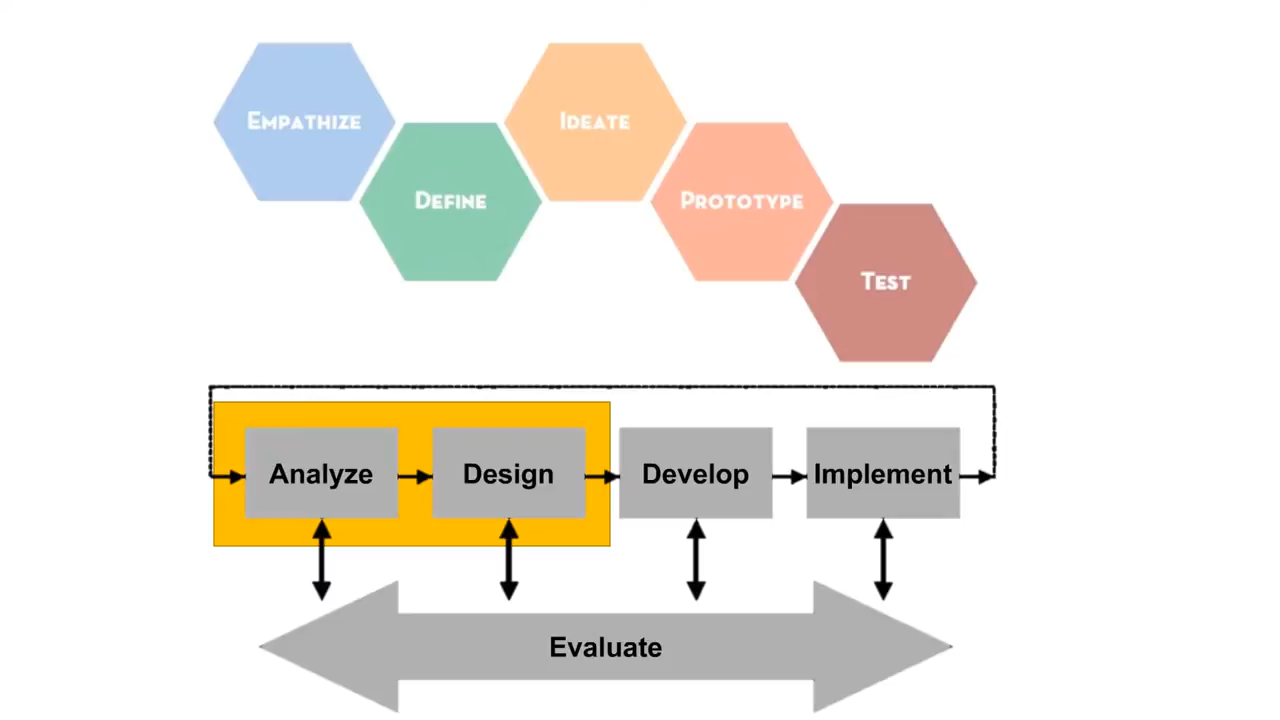 EMPATHIZE
DEFINE
IDEATE
PROTOTYPE
TEST
Analyze
Design
Develop
Implement
Evaluate